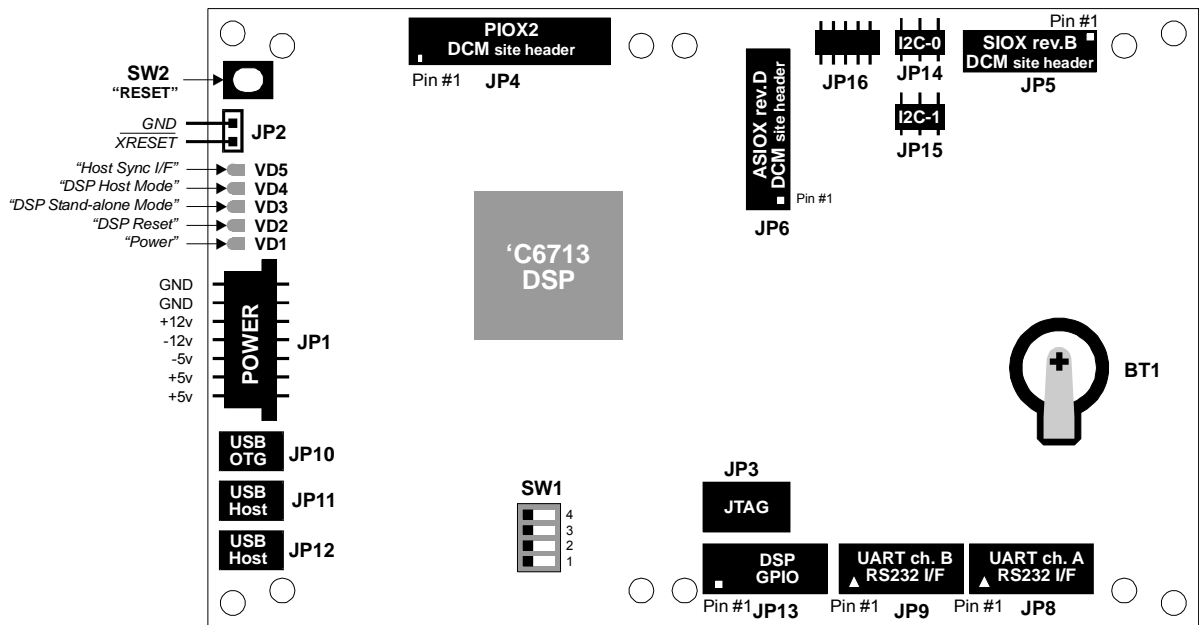 PIOX2
DCM site header
Pin #1
JP4
SW2
“RESET”
GND
XRESET
JP2
“Host Sync I/F”
VD5
“DSP Host Mode”
VD4
“DSP Stand-alone Mode”
VD3
“DSP Reset”
VD2
“Power”
VD1
GND
GND
+12v
-12v
-5v
+5v
+5v
POWER
JP1
USB
OTG
JP10
USB
Host
JP11
USB
Host
JP12
‘C6713
DSP
SW1
4
3
2
1
ASIOX rev.D
DCM site header
Pin #1
JP6
JP16
I2C-0
JP14
I2C-1
JP15
Pin #1
SIOX rev.B
DCM site header
JP5
BT1
JP3
JTAG
DSP
GPIO
Pin #1
JP13
UART ch. B
RS232 I/F
Pin #1
JP9
UART ch. A
RS232 I/F
Pin #1
JP8